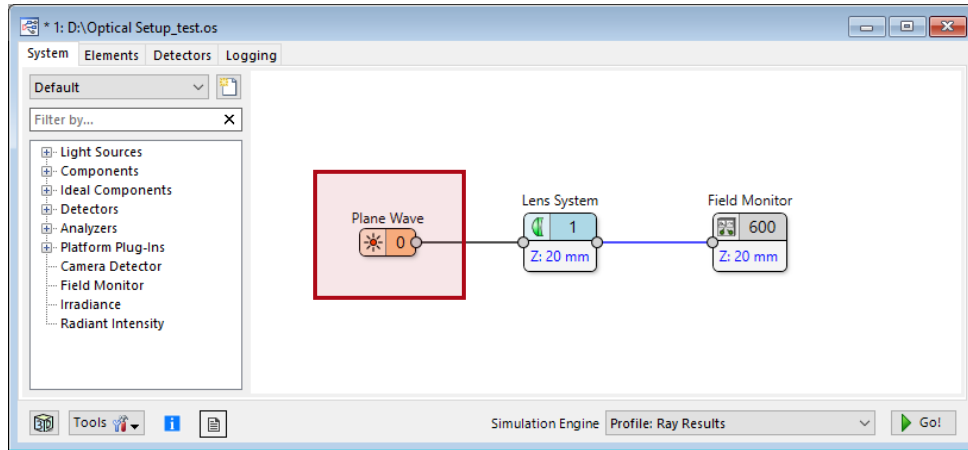 * 1: D:\Optical Setup_test.os
System Elements Detectors Logging
Default
Filter by...
Light Sources
Components
Ideal Components
Detectors
Analyzers
Platform Plug-Ins
Camera Detector
Field Monitor
Irradiance
Radiant Intensity
Plane Wave
0
Lens System
1
Z: 20 mm
Field Monitor
600
Z: 20 mm
3D
Tools
i
Simulation Engine Profile: Ray Results
Go!